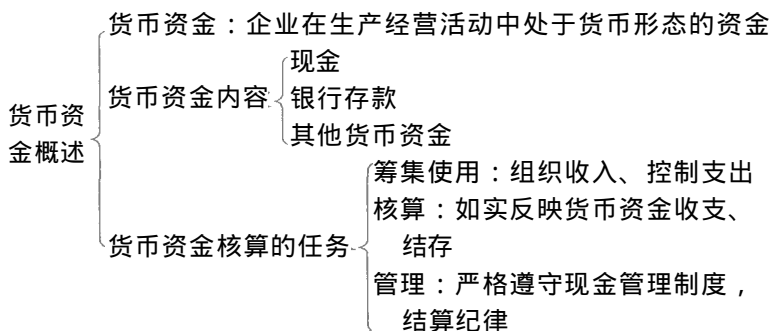 货币资金：企业在生产经营活动中处于货币形态的资金
现金
货币资金内容
银行存款
其他货币资金
货币资
金概述
筹集使用：组织收入、控制支出
核算：如实反映货币资金收支、
结存
货币资金核算的任务
管理：严格遵守现金管理制度，
结算纪律